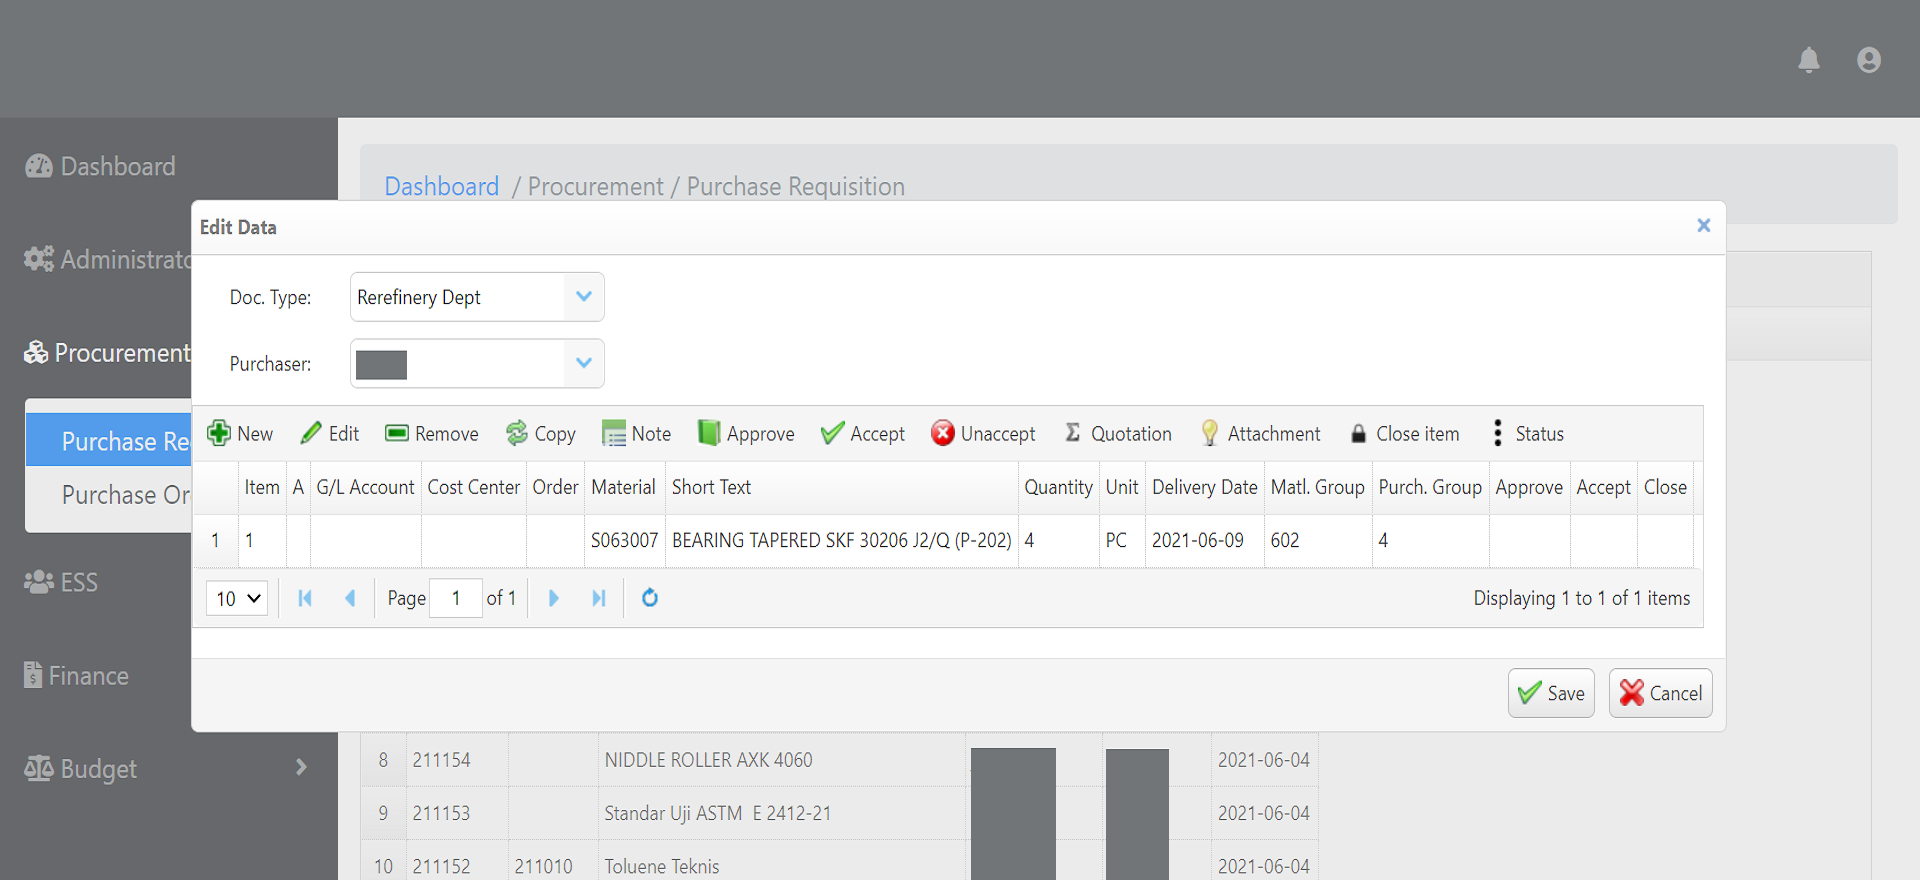 Dashboard
Dashboard / Procurement / Purchase Requisition
Edit Data
Administrato
Doc. Type: Rerefinery Dept
Procurement
Purchaser:
New Edit Remove Copy Note Approve Accept Unaccept Quotation Attachment Close item Status
Purchase Re
Item A G/L Account Cost Center Order Material Short Text Quantity Unit Delivery Date Matl. Group Purch. Group Approve Accept Close
Purchase Or
1 1 S063007 BEARING TAPERED SKF 30206 J2/Q (P-202) 4 PC 2021-06-09 602 4
ESS
10 Page 1 of 1 Displaying 1 to 1 of 1 items
Finance
Save Cancel
Budget
8 211154 NIDDLE ROLLER AXK 4060 2021-06-04
9 211153 Standar Uji ASTM E 2412-21 2021-06-04
10 211152 211010 Toluene Teknis 2021-06-04